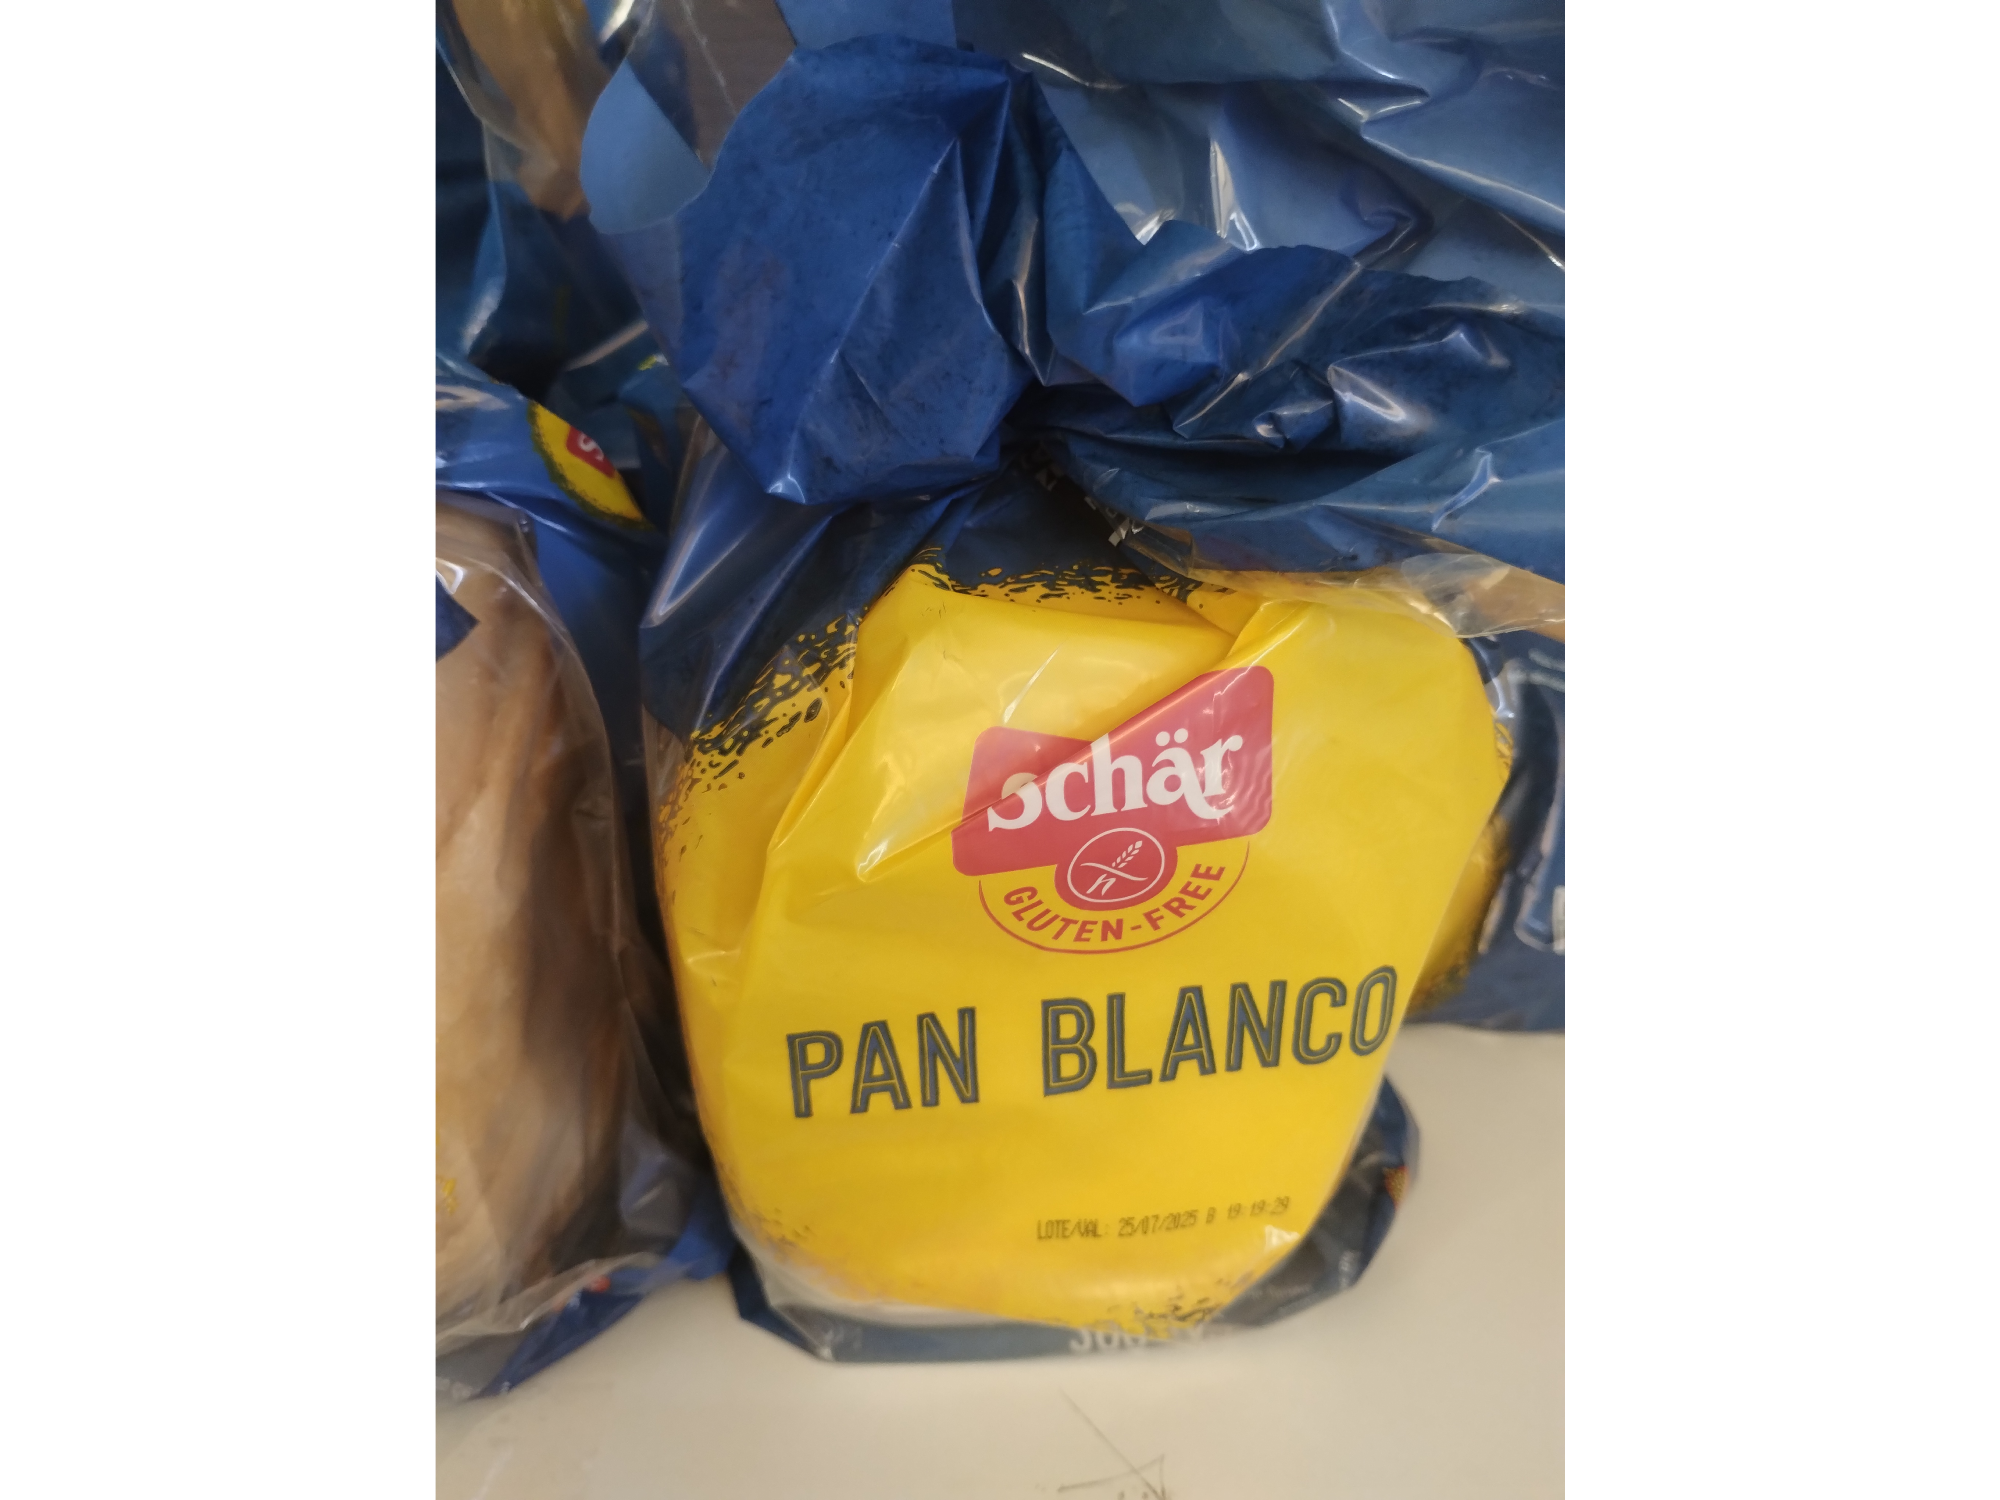 Schär
GLUTEN-FREE
PAN BLANCO
LOTE/VAL: 25/07/2025 B 19:19:29